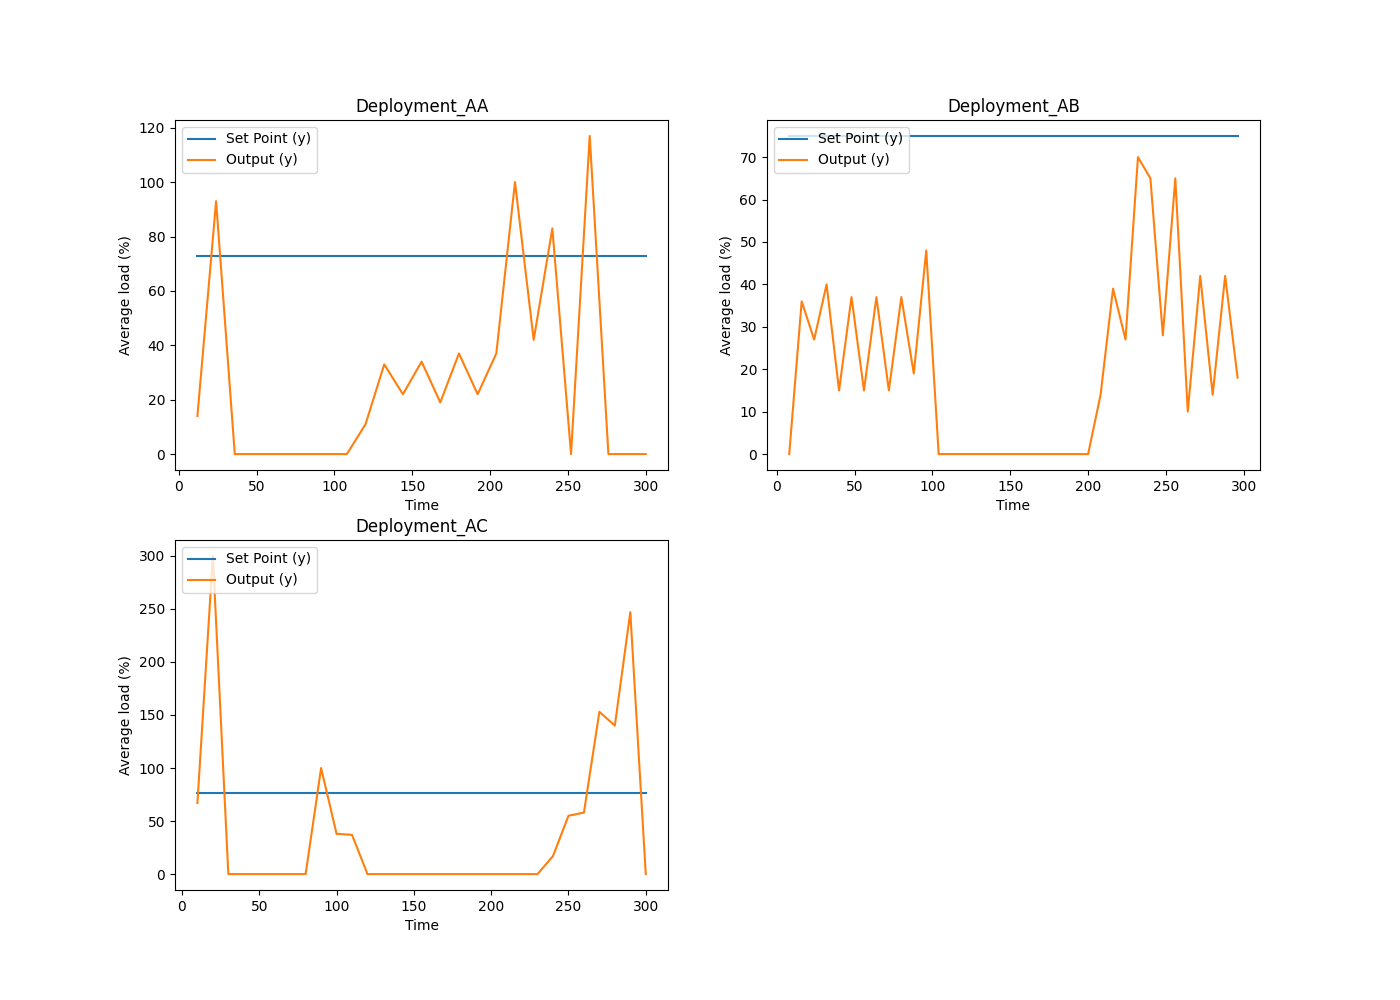 Deployment_AA
Set Point (y)
Output (y)
120
100
80
60
40
20
0
Average load (%)
0 50 100 150 200 250 300
Time
Deployment_AB
Set Point (y)
Output (y)
70
60
50
40
30
20
10
0
Average load (%)
0 50 100 150 200 250 300
Time
Deployment_AC
Set Point (y)
Output (y)
300
250
200
150
100
50
0
Average load (%)
0 50 100 150 200 250 300
Time